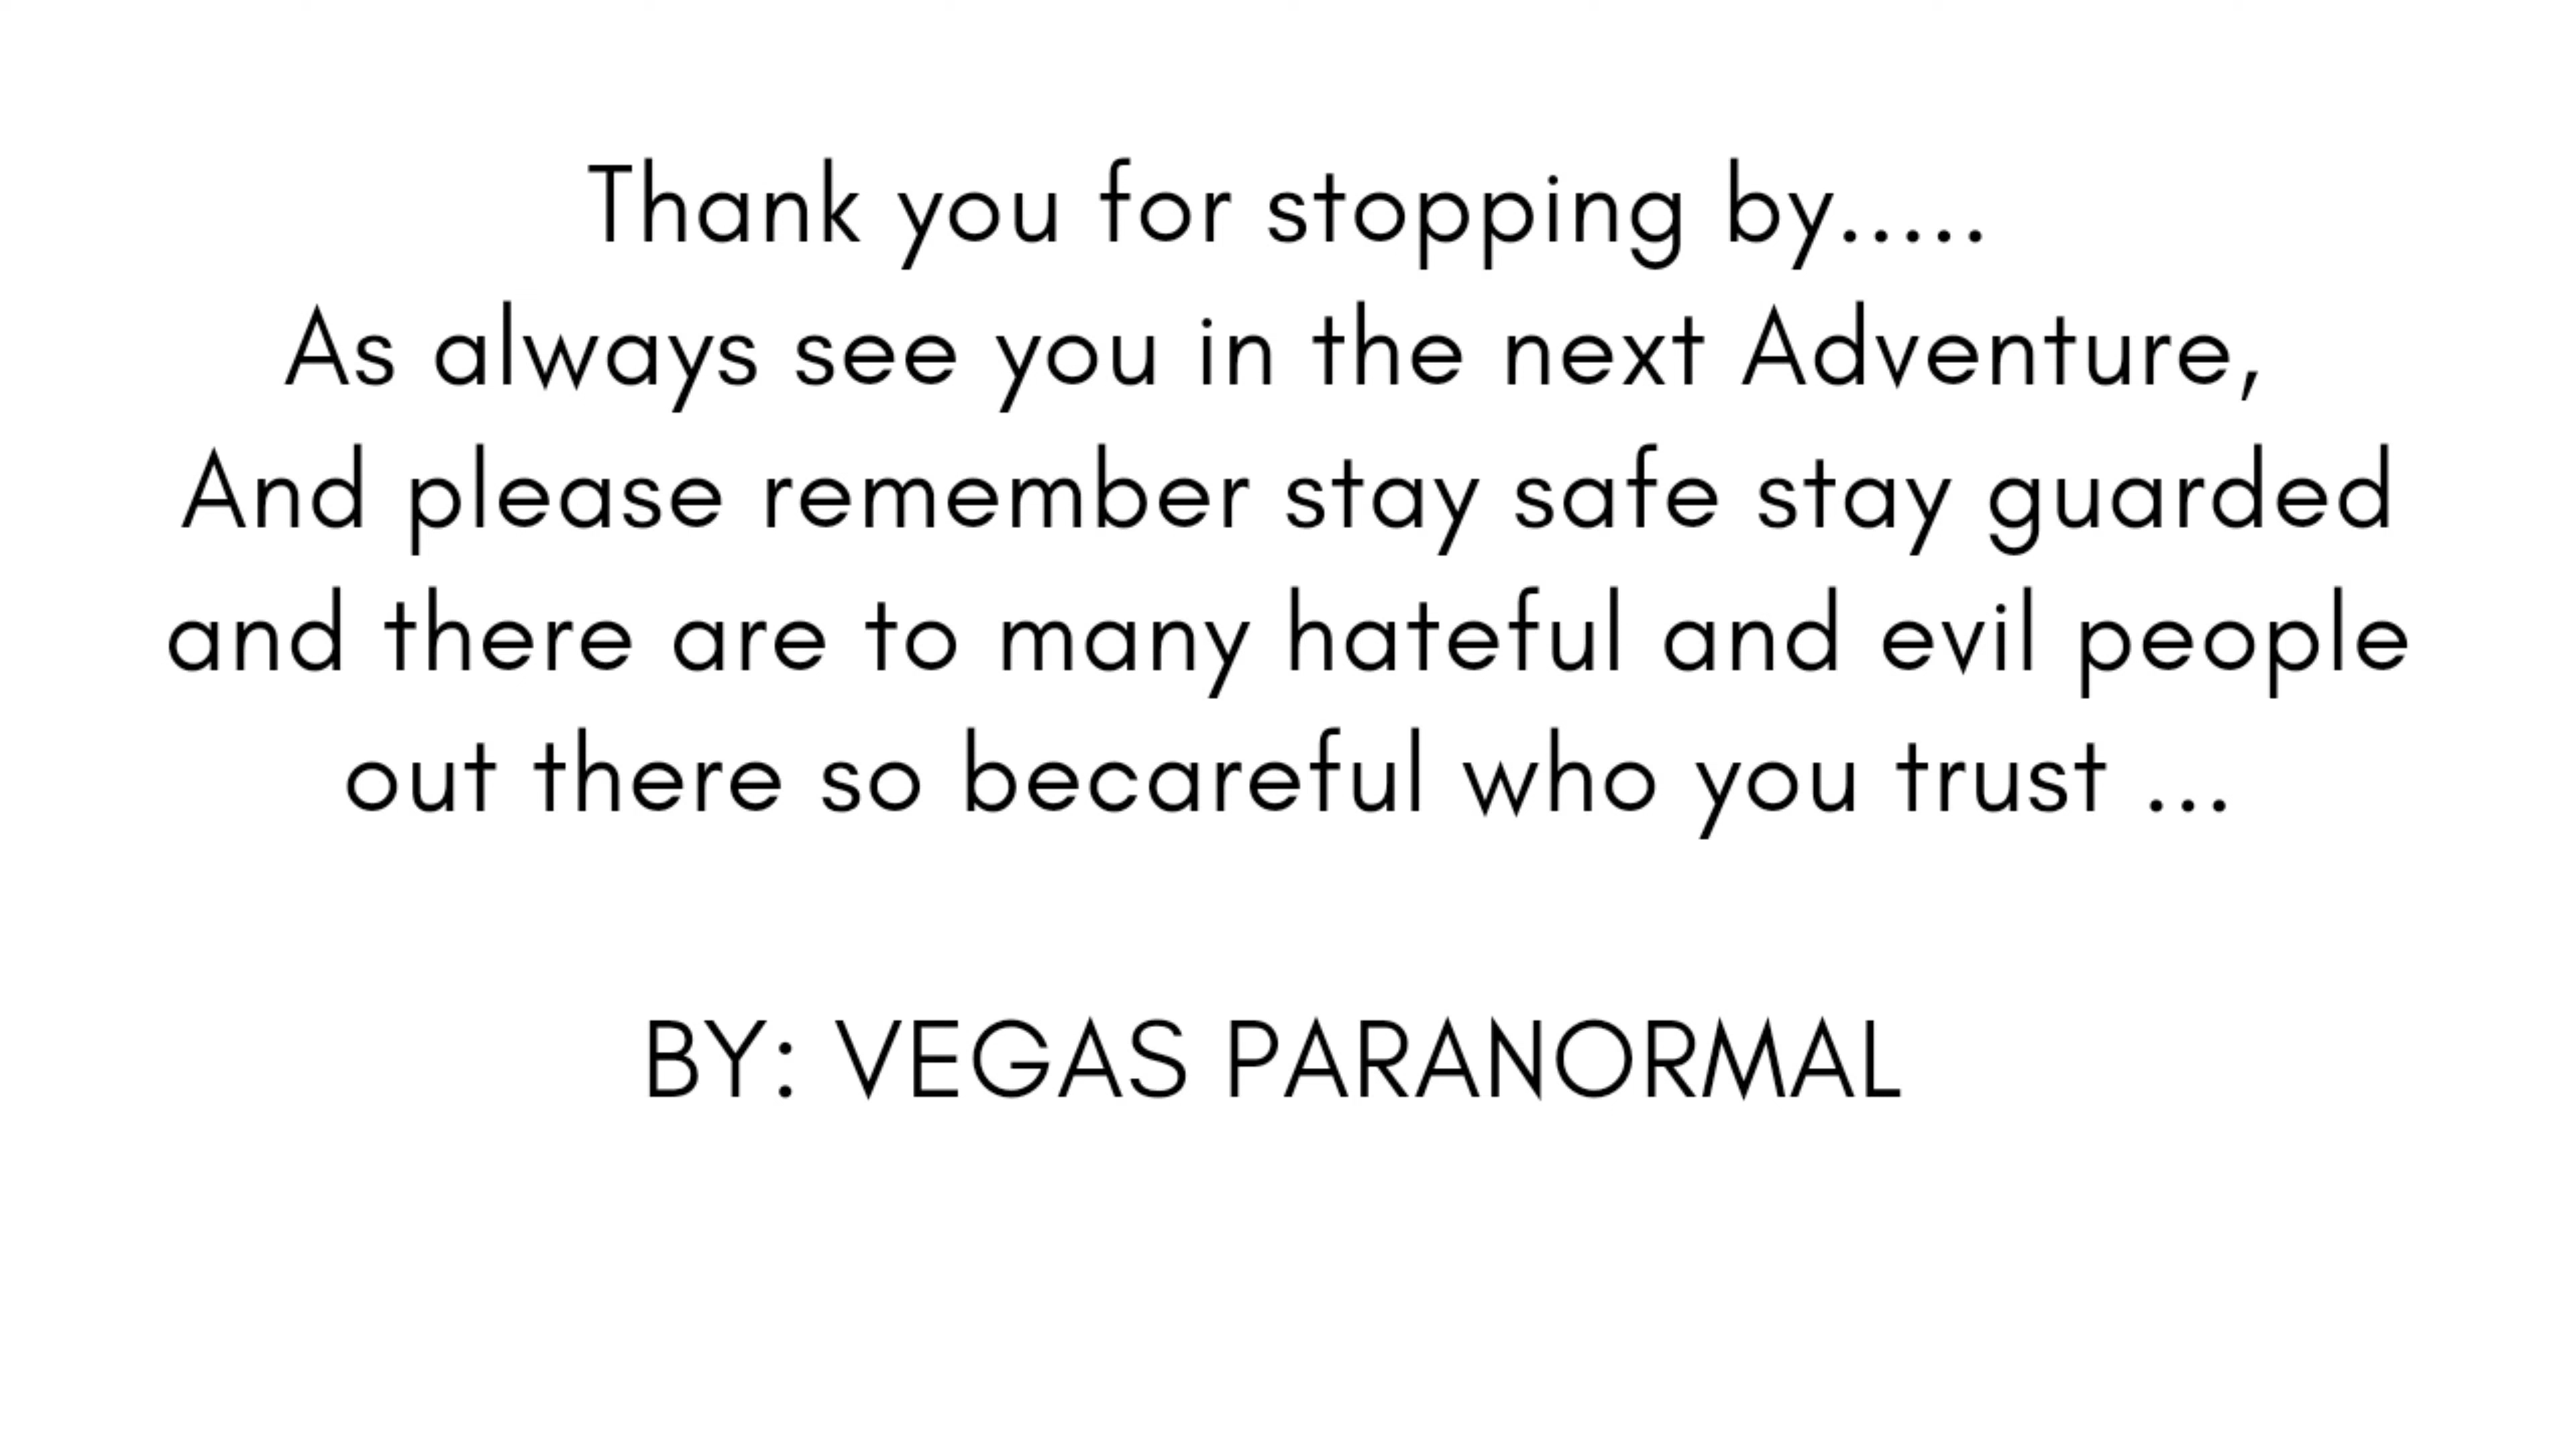 Thank you for stopping by.....
As always see you in the next Adventure,
And please remember stay safe stay guarded
and there are to many hateful and evil people
out there so becareful who you trust ...
BY: VEGAS PARANORMAL